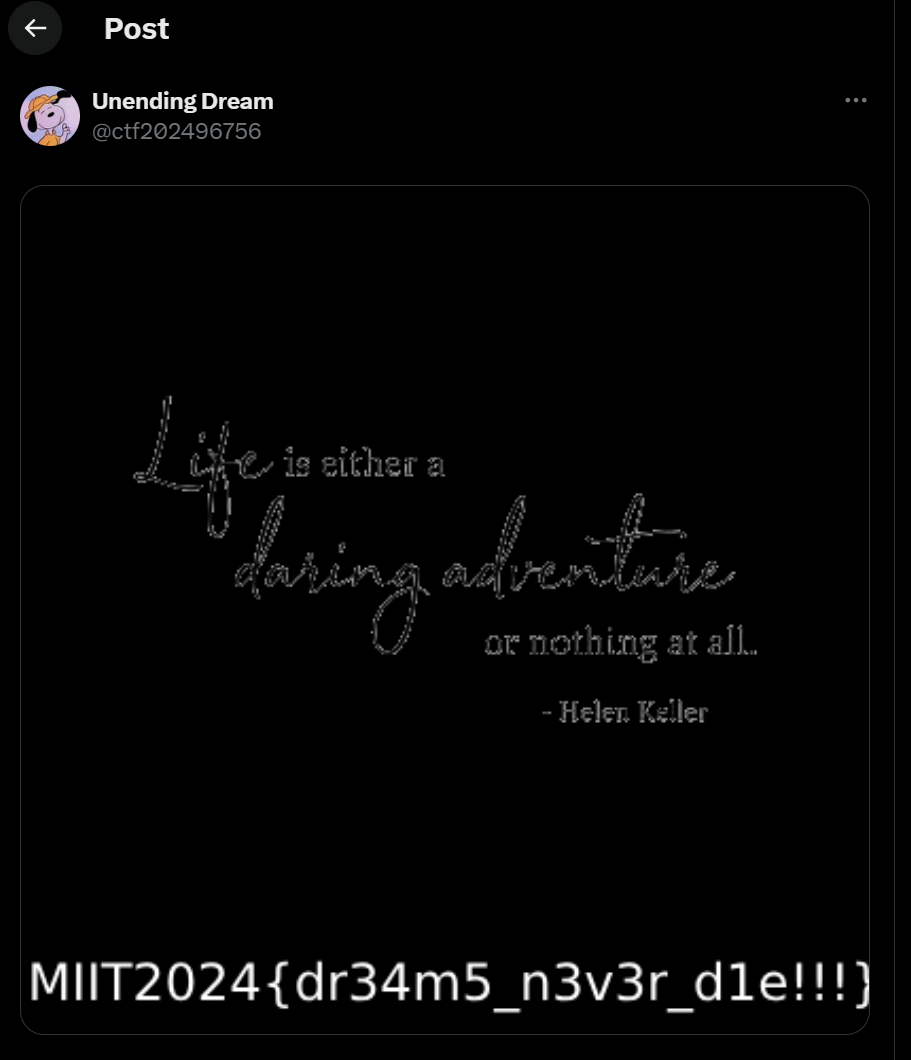 Post
Unending Dream
@ctf202496756
Life is either a
daring adventure
or nothing at all..
- Helen Keller
MIIT2024{dr34m5_n3v3r_d1e!!!}